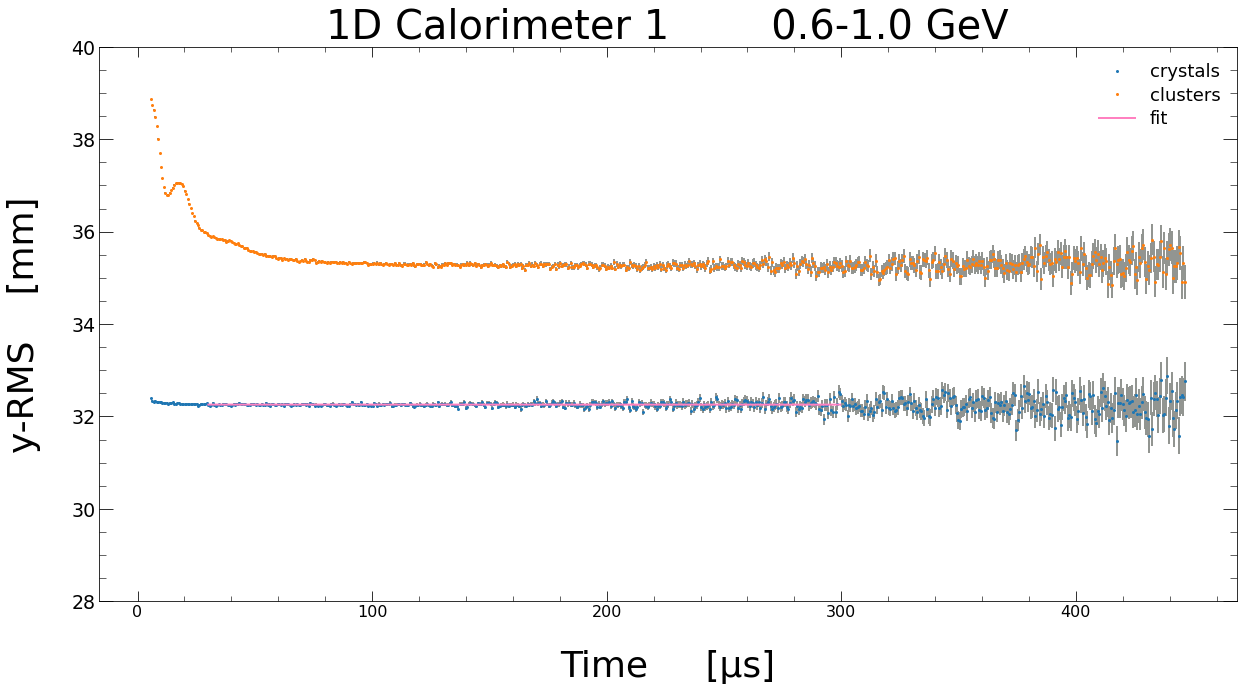 1D Calorimeter 1 0.6-1.0 GeV
crystals
clusters
fit
y-RMS [mm]
40
38
36
34
32
30
28
0 100 200 300 400
Time [μs]